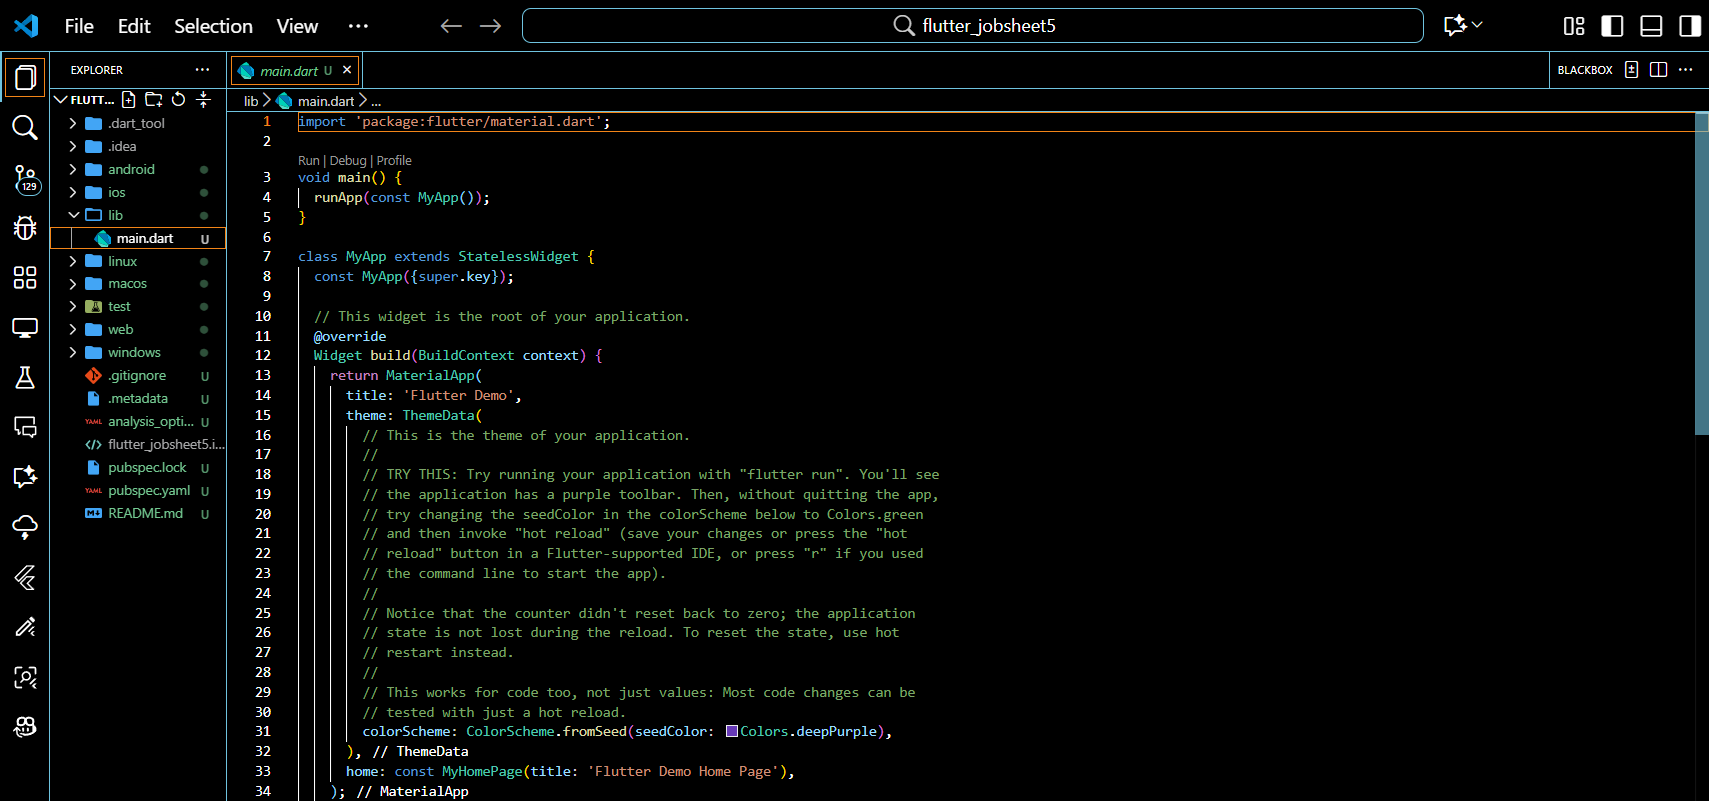 File Edit Selection View ···
flutter_jobsheet5
EXPLORER ···
main.dart U
BLACKBOX ···
FLUTT...
lib > main.dart > ...
.dart_tool
.idea
android
ios
lib
main.dart U
linux
macos
test
web
windows
.gitignore U
.metadata U
YAML analysis_opti... U
flutter_jobsheet5.i...
pubspec.lock U
YAML pubspec.yaml U
README.md U
129
1 import 'package:flutter/material.dart';
2
Run | Debug | Profile
3 void main() {
4 runApp(const MyApp());
5 }
6
7 class MyApp extends StatelessWidget {
8 const MyApp({super.key});
9
10 // This widget is the root of your application.
11 @override
12 Widget build(BuildContext context) {
13 return MaterialApp(
14 title: 'Flutter Demo',
15 theme: ThemeData(
16 // This is the theme of your application.
17 //
18 // TRY THIS: Try running your application with "flutter run". You'll see
19 // the application has a purple toolbar. Then, without quitting the app,
20 // try changing the seedColor in the colorScheme below to Colors.green
21 // and then invoke "hot reload" (save your changes or press the "hot
22 // reload" button in a Flutter-supported IDE, or press "r" if you used
23 // the command line to start the app).
24 //
25 // Notice that the counter didn't reset back to zero; the application
26 // state is not lost during the reload. To reset the state, use hot
27 // restart instead.
28 //
29 // This works for code too, not just values: Most code changes can be
30 // tested with just a hot reload.
31 colorScheme: ColorScheme.fromSeed(seedColor: Colors.deepPurple),
32 ), // ThemeData
33 home: const MyHomePage(title: 'Flutter Demo Home Page'),
34 ); // MaterialApp